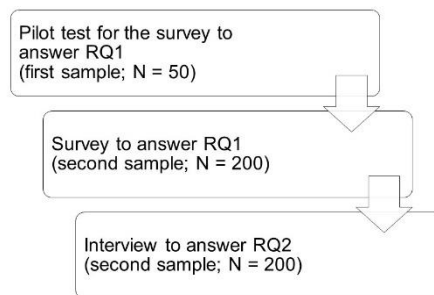 Pilot test for the survey to
answer RQ1
(first sample; N = 50)
Survey to answer RQ1
(second sample; N = 200)
Interview to answer RQ2
(second sample; N = 200)